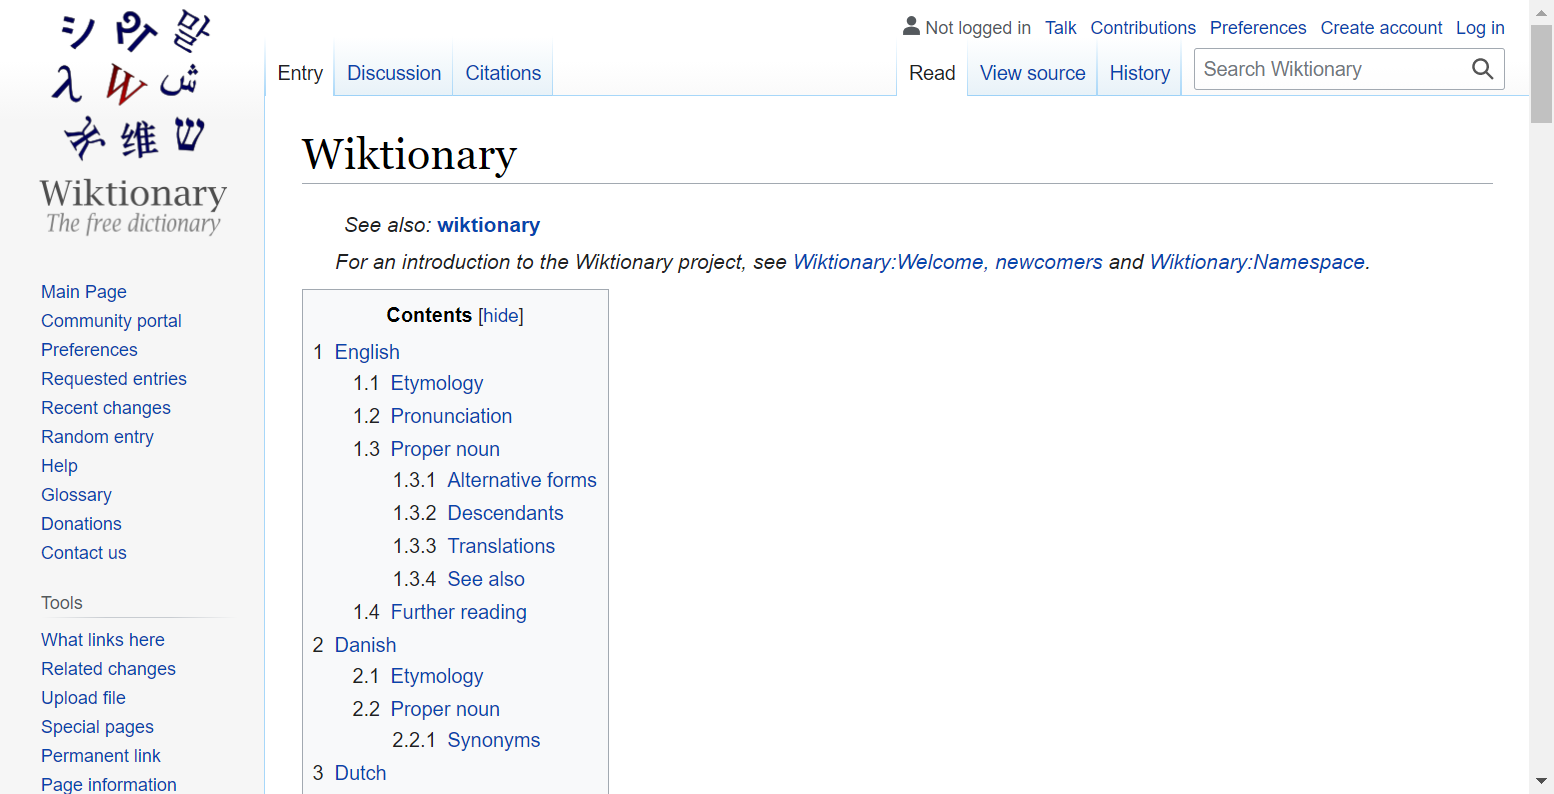 シ
말
λ W ش
维 ש
Wiktionary
The free dictionary
Main Page
Community portal
Preferences
Requested entries
Recent changes
Random entry
Help
Glossary
Donations
Contact us
Tools
What links here
Related changes
Upload file
Special pages
Permanent link
Page information
Not logged in Talk Contributions Preferences Create account Log in
Entry Discussion Citations Read View source History Search Wiktionary
Wiktionary
See also: wiktionary
For an introduction to the Wiktionary project, see Wiktionary:Welcome, newcomers and Wiktionary:Namespace.
Contents [hide]
1 English
1.1 Etymology
1.2 Pronunciation
1.3 Proper noun
1.3.1 Alternative forms
1.3.2 Descendants
1.3.3 Translations
1.3.4 See also
1.4 Further reading
2 Danish
2.1 Etymology
2.2 Proper noun
2.2.1 Synonyms
3 Dutch